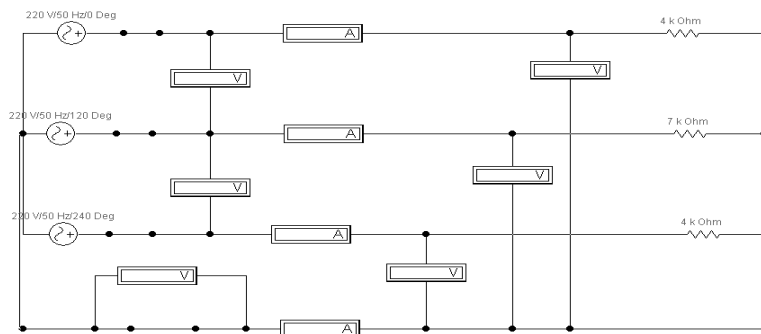 220 V/50 Hz/0 Deg
4 k Ohm
A
V
V
220 V/50 Hz/120 Deg
7 k Ohm
A
V
V
220 V/50 Hz/240 Deg
4 k Ohm
A
V
V
A